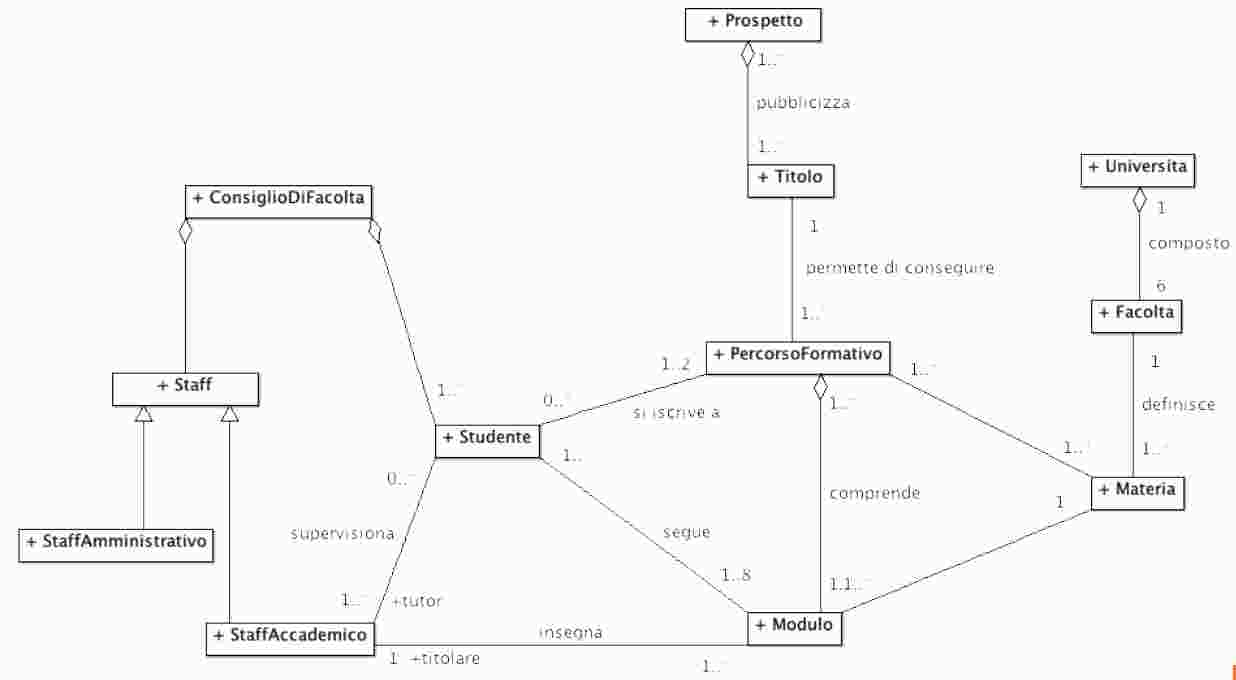 + Prospetto
1..*
pubblicizza
1..*
+ Titolo
1
permette di conseguire
1..*
+ Universita
1
composto
6
+ Facolta
1
definisce
1..*
+ ConsiglioDiFacolta
+ Staff
1..*
+ PercorsoFormativo
1..2
0..*
si iscrive a
1..*
1..*
1..*
+ Studente
1..*
0..*
+ Materia
1
comprende
segue
1..8
1..1..*
supervisiona
+ StaffAmministrativo
1..*
+tutor
+ StaffAccademico
insegna
+ Modulo
1
+titolare
1..*